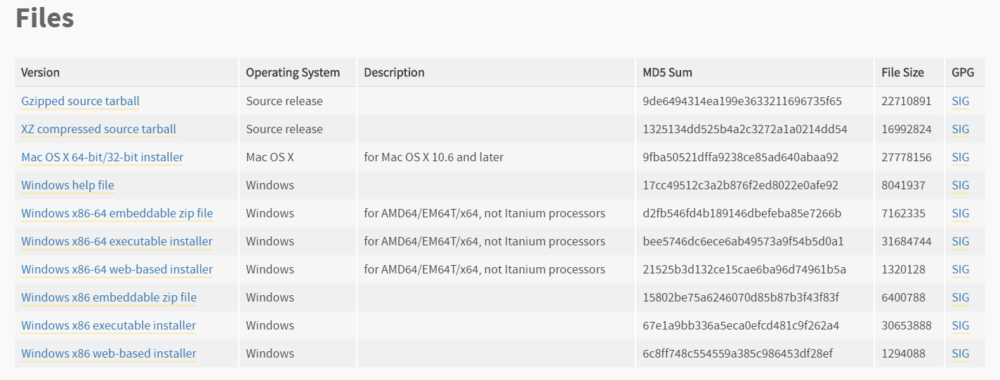 Files
Version Operating System Description MD5 Sum File Size GPG
Gzipped source tarball Source release 9de6494314ea199e3633211696735f65 22710891 SIG
XZ compressed source tarball Source release 1325134dd525b4a2c3272a1a0214dd54 16992824 SIG
Mac OS X 64-bit/32-bit installer Mac OS X for Mac OS X 10.6 and later 9fba50521dffa9238ce85ad640abaa92 27778156 SIG
Windows help file Windows 17cc49512c3a2b876f2ed8022e0afe92 8041937 SIG
Windows x86-64 embeddable zip file Windows for AMD64/EM64T/x64, not Itanium processors d2fb546fd4b189146dbefeba85e7266b 7162335 SIG
Windows x86-64 executable installer Windows for AMD64/EM64T/x64, not Itanium processors bee5746dc6ece6ab49573a9f54b5d0a1 31684744 SIG
Windows x86-64 web-based installer Windows for AMD64/EM64T/x64, not Itanium processors 21525b3d132ce15cae6ba96d74961b5a 1320128 SIG
Windows x86 embeddable zip file Windows 15802be75a6246070d85b87b3f43f83f 6400788 SIG
Windows x86 executable installer Windows 67e1a9bb336a5eca0efcd481c9f262a4 30653888 SIG
Windows x86 web-based installer Windows 6c8ff748c554559a385c986453df28ef 1294088 SIG